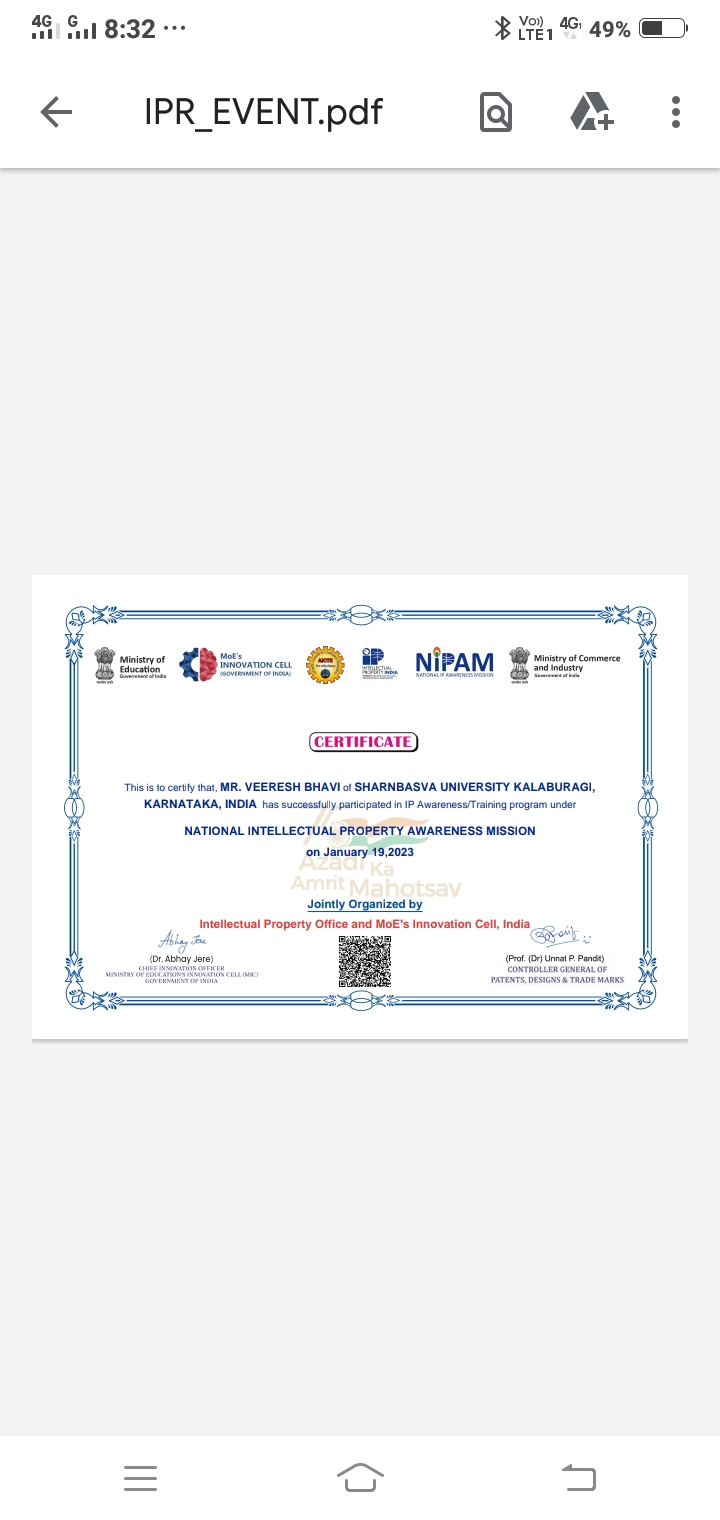 4G G 8:32 ... Vo)) LTE1 4G 49%
IPR_EVENT.pdf
Ministry of
Education
Government of India
MoE's
INNOVATION CELL
(GOVERNMENT OF INDIA)
AICTE
iP
INTELLECTUAL
PROPERTY INDIA
NiPAM
NATIONAL IP AWARENESS MISSION
Ministry of Commerce
and Industry
Government of India
CERTIFICATE
This is to certify that, MR. VEERESH BHAVI of SHARNBASVA UNIVERSITY KALABURAGI,
KARNATAKA, INDIA has successfully participated in IP Awareness/Training program under
NATIONAL INTELLECTUAL PROPERTY AWARENESS MISSION
on January 19,2023
Azadi Ka
Amrit Mahotsav
Jointly Organized by
Intellectual Property Office and MoE's Innovation Cell, India
Abhay Jere
(Dr. Abhay Jere)
CHIEF INNOVATION OFFICER
MINISTRY OF EDUCATION'S INNOVATION CELL (MIC)
GOVERNMENT OF INDIA
(Prof. (Dr) Unnat P. Pandit)
CONTROLLER GENERAL OF
PATENTS, DESIGNS & TRADE MARKS